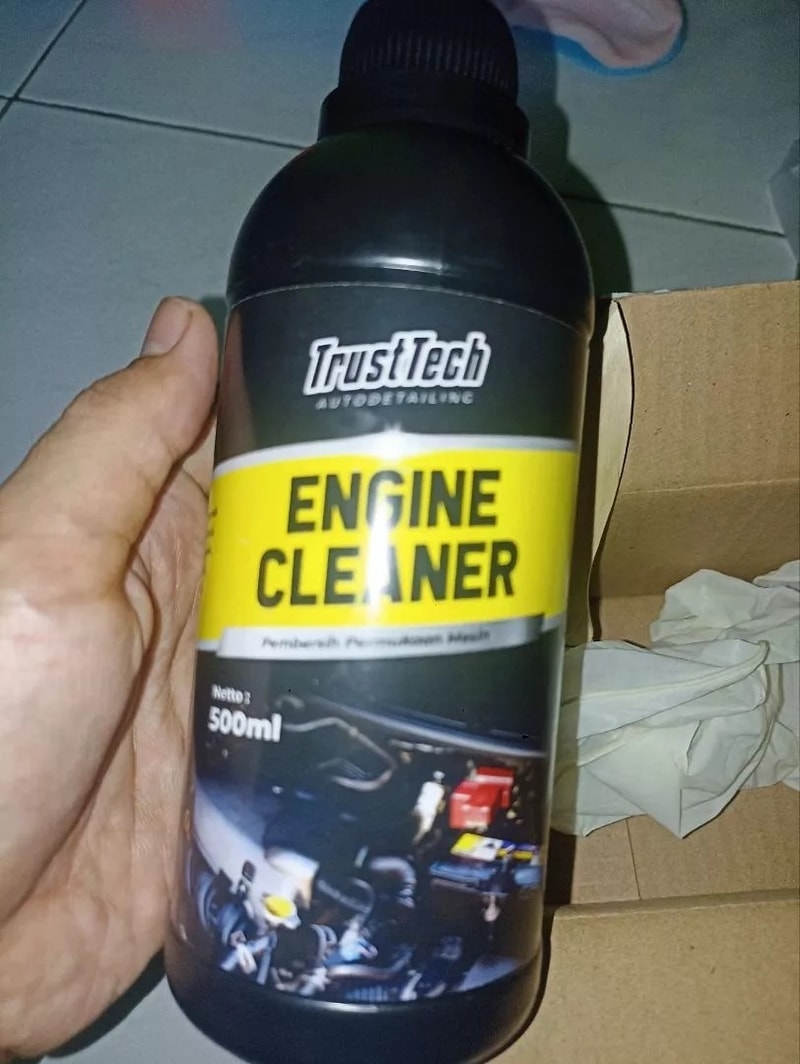 TrustTech
AUTODETAILING
ENGINE
CLEANER
Pembersih Permukaan Mesin
Netto :
500ml